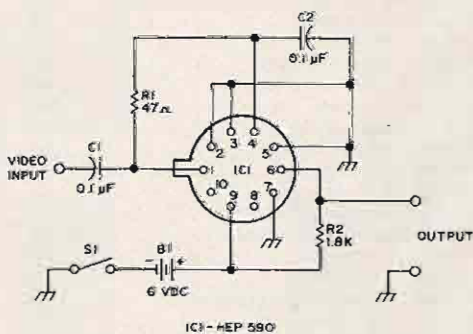 C2
0.1 µF
R1
47Ω
2
3
4
5
C1
VIDEO
INPUT
0.1 µF
1
IC1
6
10
9
8
7
R2
1.8K
OUTPUT
S1
B1
- +
6 VDC
IC1-HEP 590